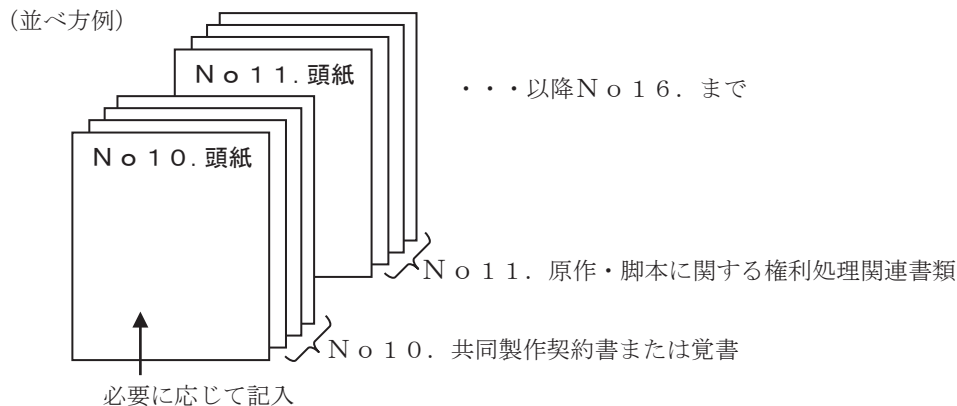 （並べ方例）
Ｎｏ１１．頭紙
・・・以降Ｎｏ１６．まで
Ｎｏ１０．頭紙
Ｎｏ１１．原作・脚本に関する権利処理関連書類
Ｎｏ１０．共同製作契約書または覚書
必要に応じて記入